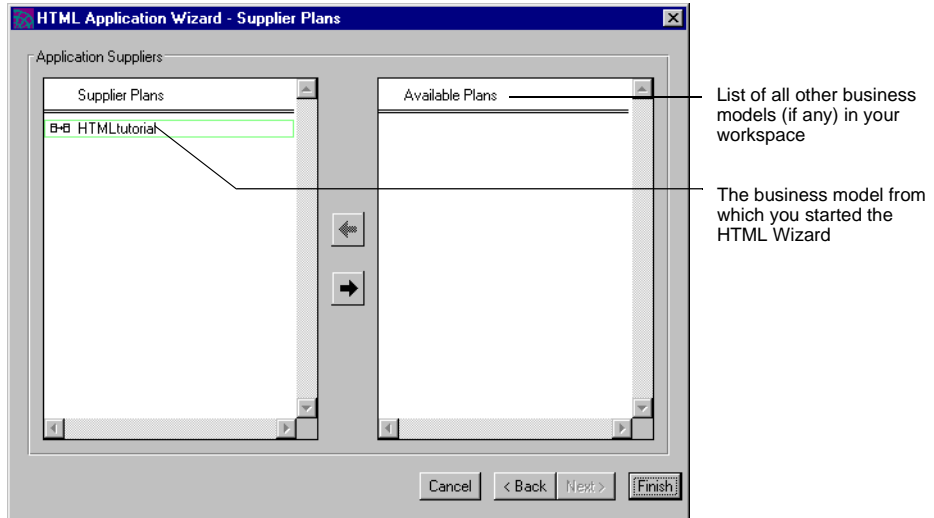 HTML Application Wizard - Supplier Plans
Application Suppliers
Supplier Plans
Available Plans
HTMLtutorial
List of all other business
models (if any) in your
workspace
The business model from
which you started the
HTML Wizard
Cancel
< Back
Next >
Finish